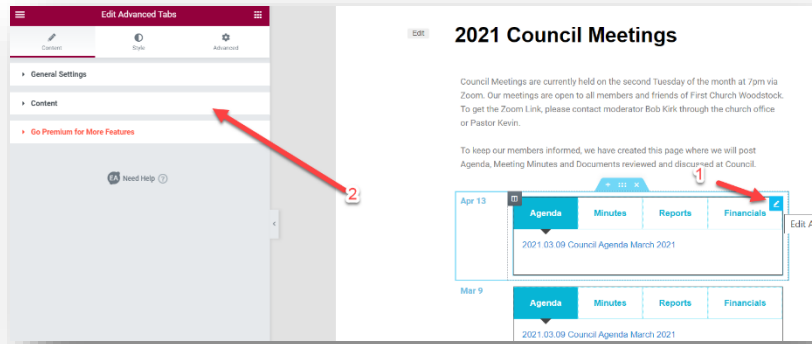 Edit Advanced Tabs
Content
Style
Advanced
General Settings
Content
Go Premium for More Features
EA Need Help ?
2
Edit
2021 Council Meetings
Council Meetings are currently held on the second Tuesday of the month at 7pm via
Zoom. Our meetings are open to all members and friends of First Church Woodstock.
To get the Zoom Link, please contact moderator Bob Kirk through the church office
or Pastor Kevin.
To keep our members informed, we have created this page where we will post
Agenda, Meeting Minutes and Documents reviewed and discussed at Council.
1
Apr 13
Agenda Minutes Reports Financials
Edit A
2021.03.09 Council Agenda March 2021
Mar 9
Agenda Minutes Reports Financials
2021.03.09 Council Agenda March 2021